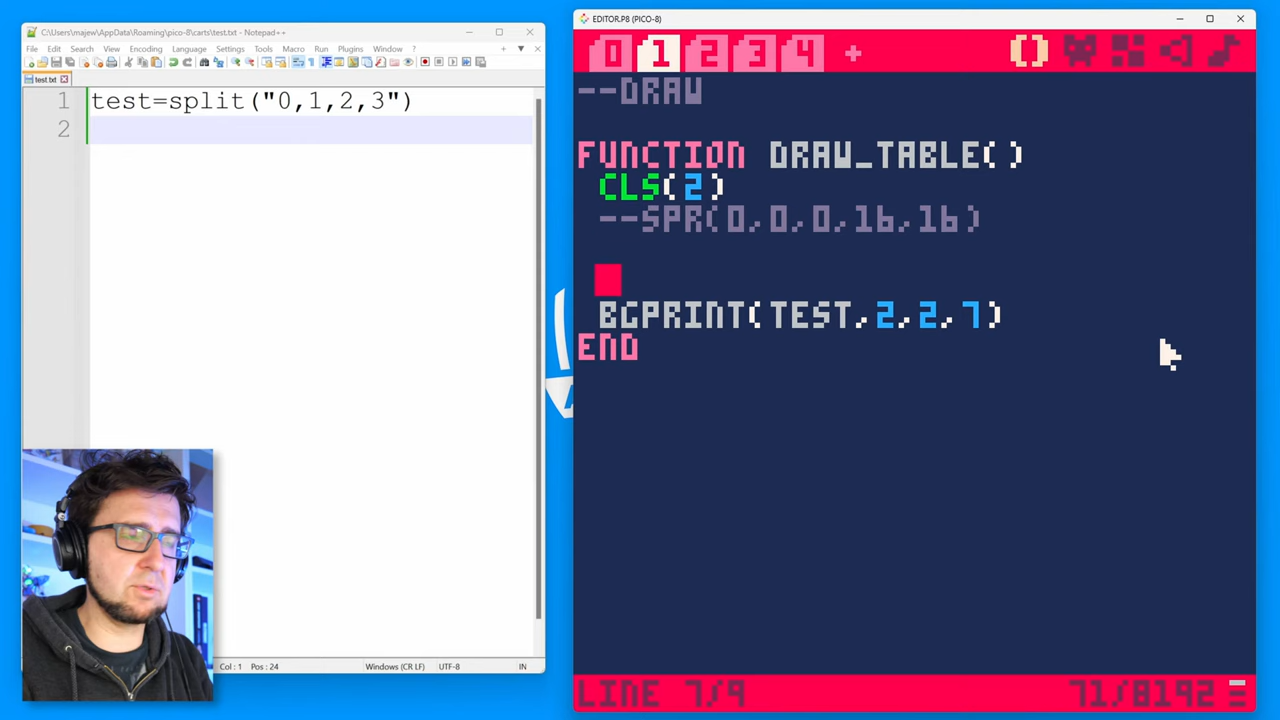 C:\Users\majew\AppData\Roaming\pico-8\carts\test.txt - Notepad++
File Edit Search View Encoding Language Settings Tools Macro Run Plugins Window ?
test.txt
1 test=split("0,1,2,3")
2
Col : 1 Pos : 24 Windows (CR LF) UTF-8 IN
EDITOR.P8 (PICO-8)
0 1 2 3 4 +
--DRAW
FUNCTION DRAW_TABLE()
CLS(2)
--SPR(0,0,0,16,16)
BGPRINT(TEST,2,2,7)
END
LINE 7/9 71/8192